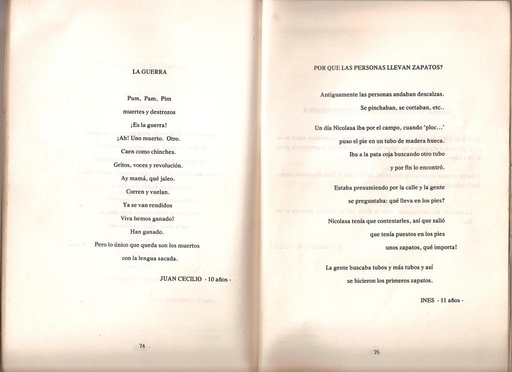 LA GUERRA
Pum, Pam, Pim
muertes y destrozos
¡Es la guerra!
¡Ah! Uno muerto. Otro.
Caen como chinches.
Gritos, voces y revolución.
Ay mamá, qué jaleo.
Corren y vuelan.
Ya se van rendidos
Viva hemos ganado!
Han ganado.
Pero lo único que queda son los muertos
con la lengua sacada.
JUAN CECILIO - 10 años -
74
POR QUE LAS PERSONAS LLEVAN ZAPATOS?
Antiguamente las personas andaban descalzas.
Se pinchaban, se cortaban, etc..
Un día Nicolasa iba por el campo, cuando 'ploc...'
puso el pie en un tubo de madera hueca.
Iba a la pata coja buscando otro tubo
y por fin lo encontró.
Estaba presumiendo por la calle y la gente
se preguntaba: qué lleva en los pies?
Nicolasa tenía que contestarles, así que salió
que tenía puestos en los pies
unos zapatos, qué importa!
La gente buscaba tubos y más tubos y así
se hicieron los primeros zapatos.
INES - 11 años -
75